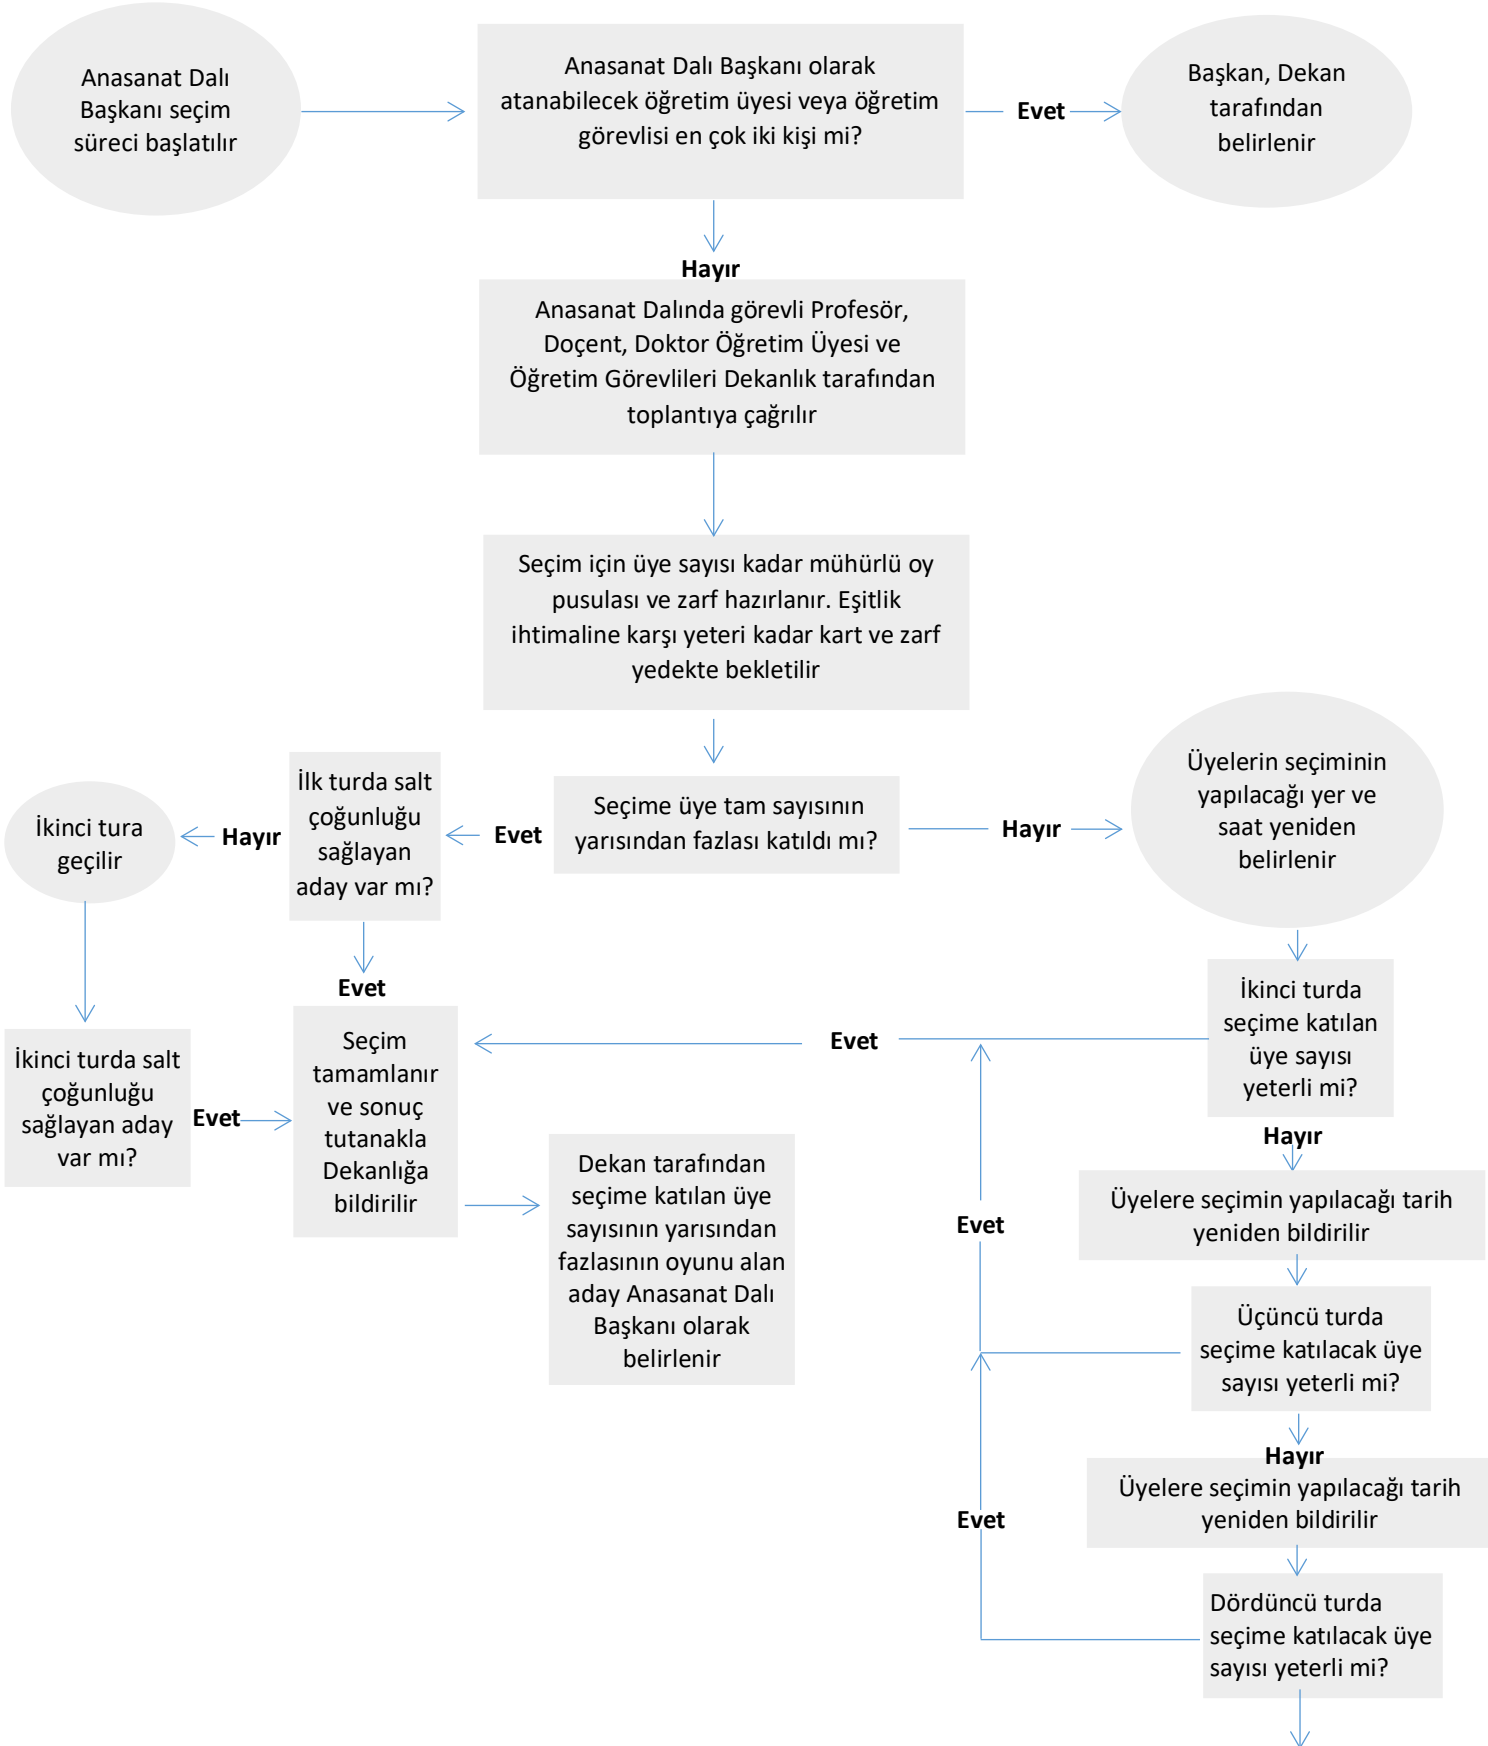 Anasanat Dalı
Başkanı seçim
süreci başlatılır
Anasanat Dalı Başkanı olarak
atanabilecek öğretim üyesi veya öğretim
görevlisi en çok iki kişi mi?
Evet
Başkan, Dekan
tarafından
belirlenir
Hayır
Anasanat Dalında görevli Profesör,
Doçent, Doktor Öğretim Üyesi ve
Öğretim Görevlileri Dekanlık tarafından
toplantıya çağrılır
Seçim için üye sayısı kadar mühürlü oy
pusulası ve zarf hazırlanır. Eşitlik
ihtimaline karşı yeteri kadar kart ve zarf
yedekte bekletilir
Seçime üye tam sayısının
yarısından fazlası katıldı mı?
Evet
İlk turda salt
çoğunluğu
sağlayan
aday var mı?
Hayır
İkinci tura
geçilir
Hayır
Üyelerin seçiminin
yapılacağı yer ve
saat yeniden
belirlenir
Evet
İkinci turda salt
çoğunluğu
sağlayan aday
var mı?
Evet
Seçim
tamamlanır
ve sonuç
tutanakla
Dekanlığa
bildirilir
Dekan tarafından
seçime katılan üye
sayısının yarısından
fazlasının oyunu alan
aday Anasanat Dalı
Başkanı olarak
belirlenir
Evet
İkinci turda
seçime katılan
üye sayısı
yeterli mi?
Hayır
Üyelere seçimin yapılacağı tarih
yeniden bildirilir
Evet
Üçüncü turda
seçime katılacak üye
sayısı yeterli mi?
Hayır
Üyelere seçimin yapılacağı tarih
yeniden bildirilir
Evet
Dördüncü turda
seçime katılacak üye
sayısı yeterli mi?